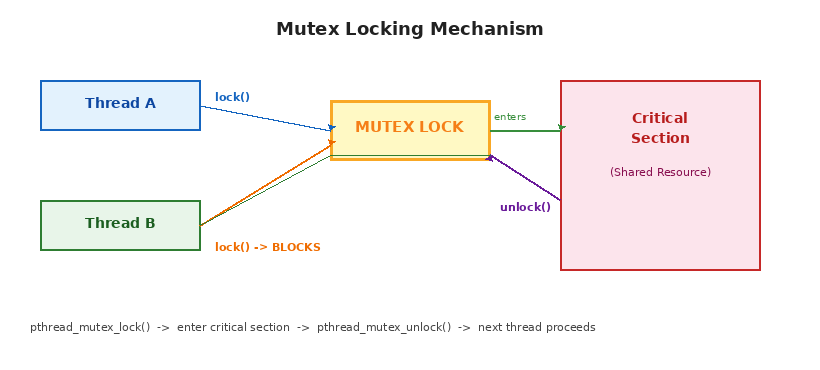 Mutex Locking Mechanism
Thread A
lock()
MUTEX LOCK
enters
Critical
Section
(Shared Resource)
Thread B
unlock()
lock() -> BLOCKS
pthread_mutex_lock()  ->  enter critical section  ->  pthread_mutex_unlock()  ->  next thread proceeds